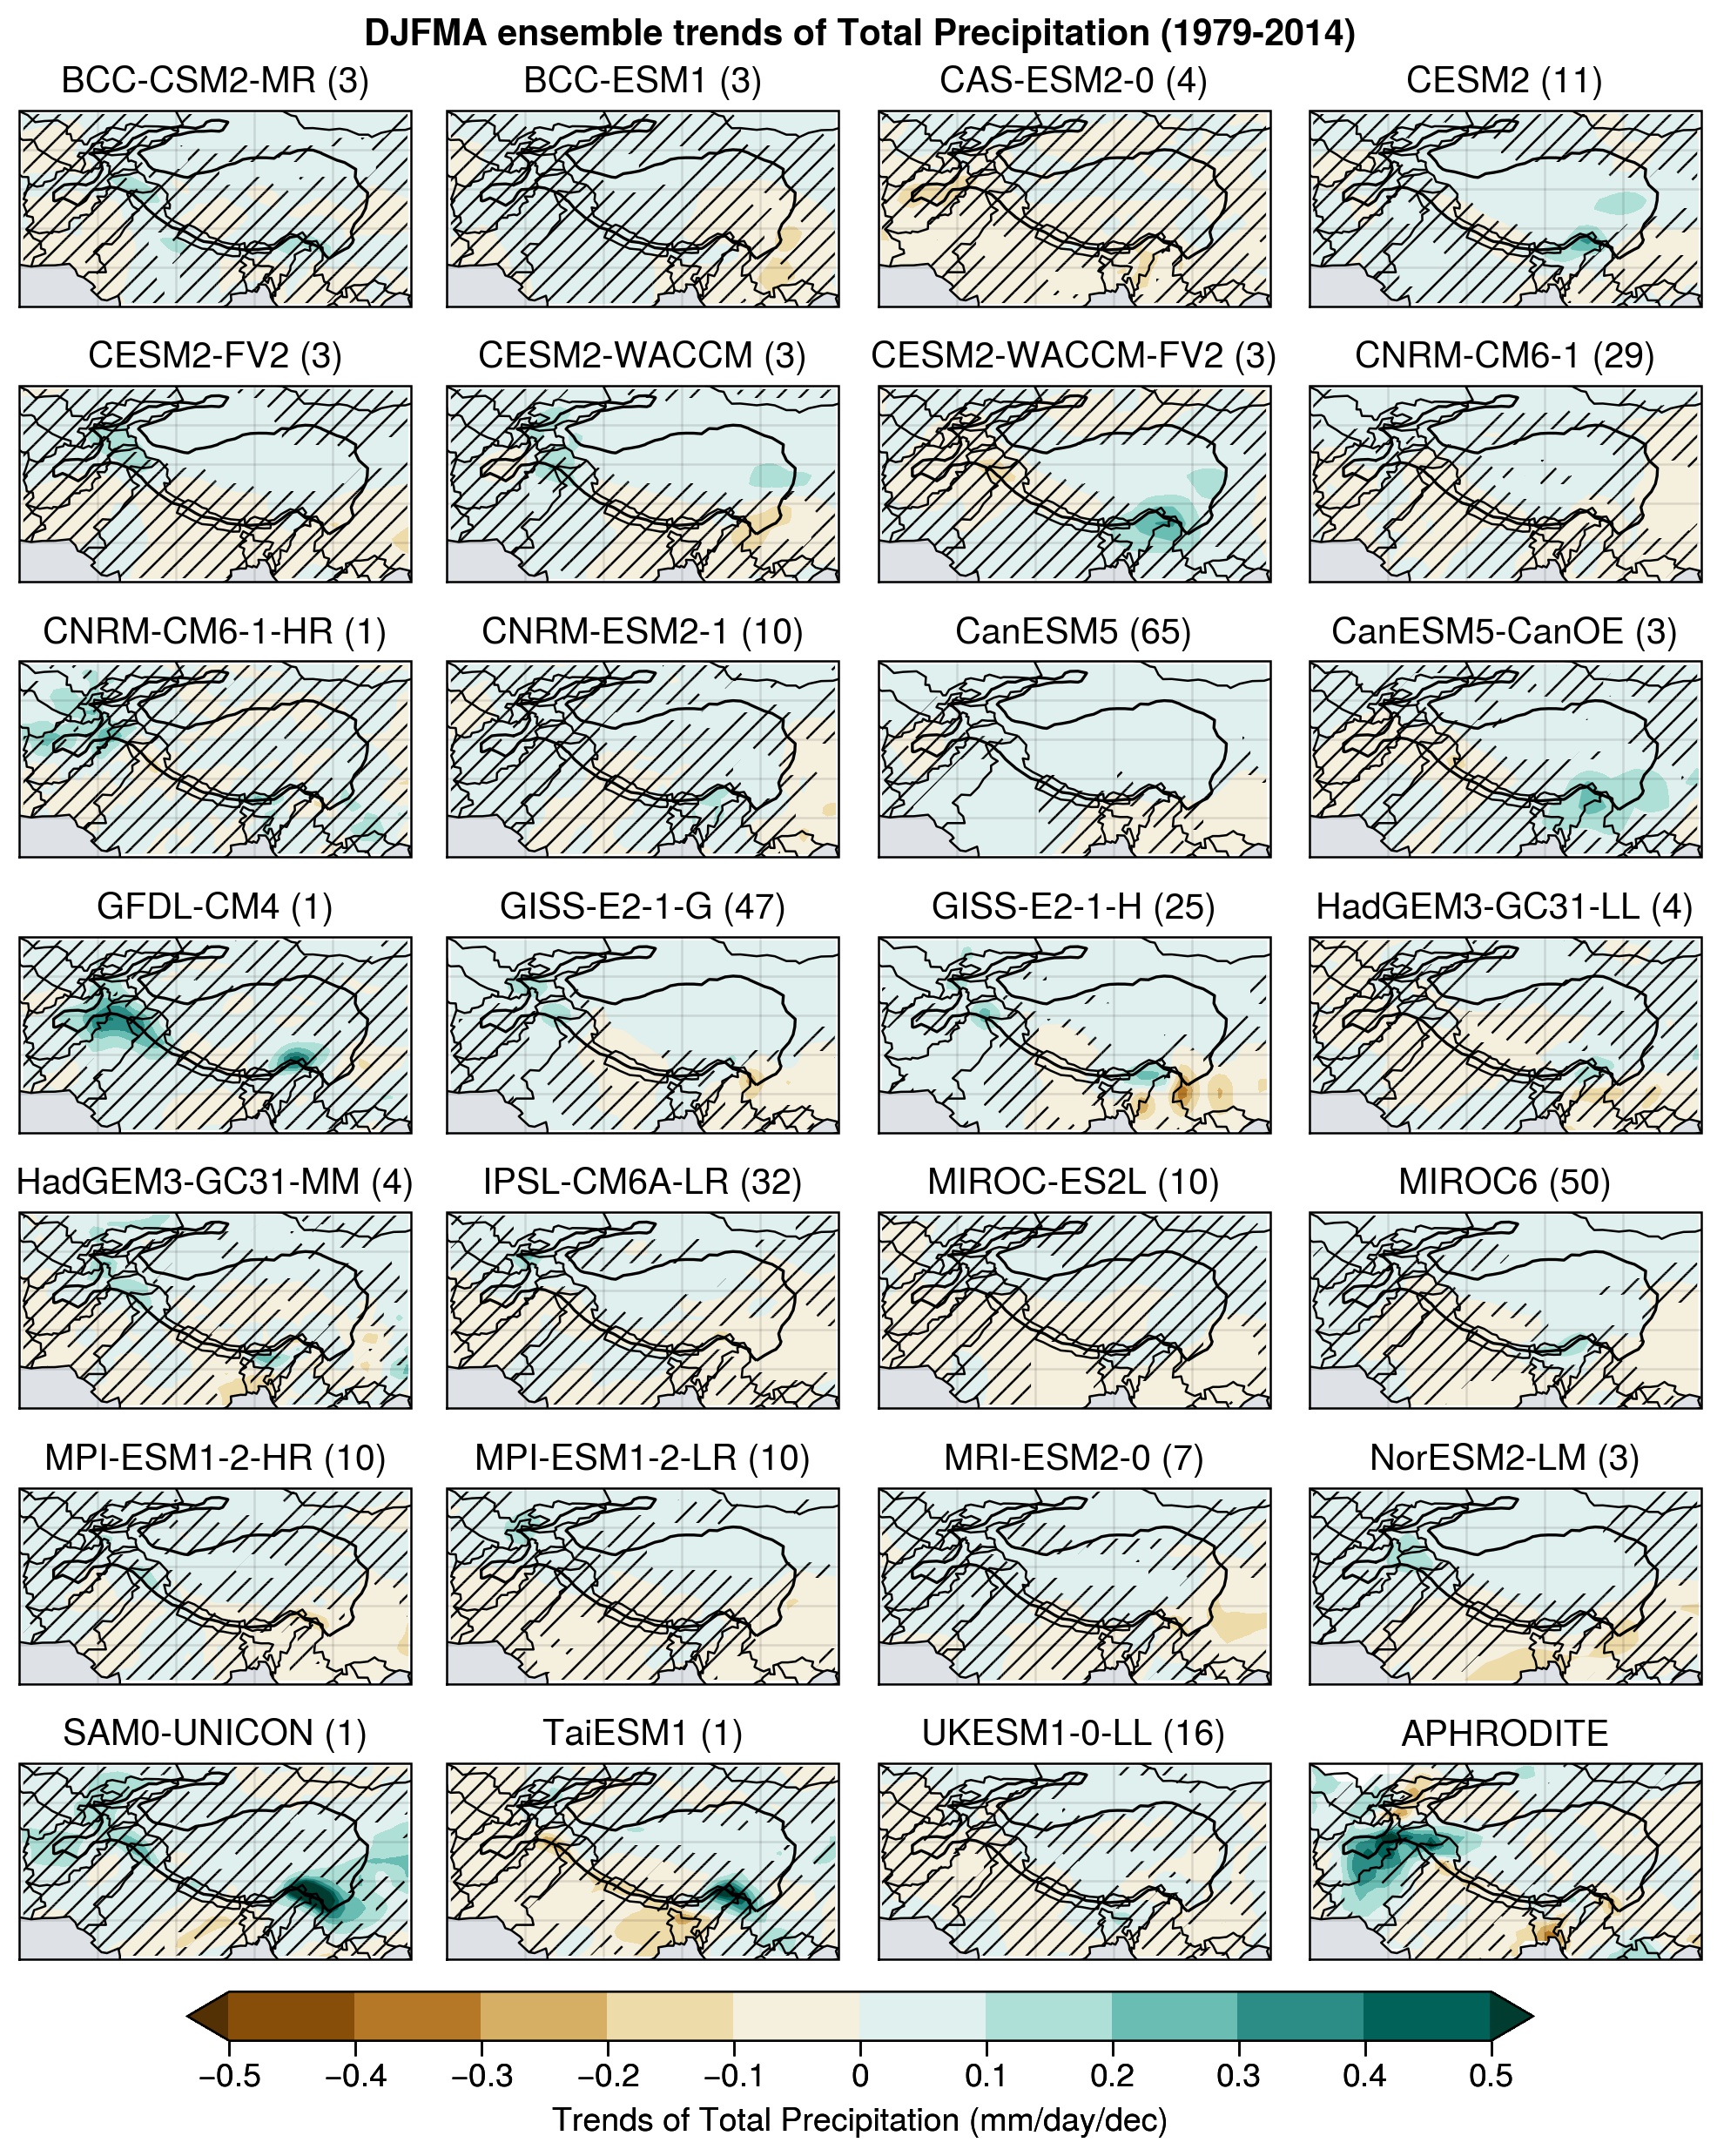 DJFMA ensemble trends of Total Precipitation (1979-2014)
BCC-CSM2-MR (3) BCC-ESM1 (3) CAS-ESM2-0 (4) CESM2 (11)
CESM2-FV2 (3) CESM2-WACCM (3) CESM2-WACCM-FV2 (3) CNRM-CM6-1 (29)
CNRM-CM6-1-HR (1) CNRM-ESM2-1 (10) CanESM5 (65) CanESM5-CanOE (3)
GFDL-CM4 (1) GISS-E2-1-G (47) GISS-E2-1-H (25) HadGEM3-GC31-LL (4)
HadGEM3-GC31-MM (4) IPSL-CM6A-LR (32) MIROC-ES2L (10) MIROC6 (50)
MPI-ESM1-2-HR (10) MPI-ESM1-2-LR (10) MRI-ESM2-0 (7) NorESM2-LM (3)
SAM0-UNICON (1) TaiESM1 (1) UKESM1-0-LL (16) APHRODITE
−0.5 −0.4 −0.3 −0.2 −0.1 0 0.1 0.2 0.3 0.4 0.5
Trends of Total Precipitation (mm/day/dec)